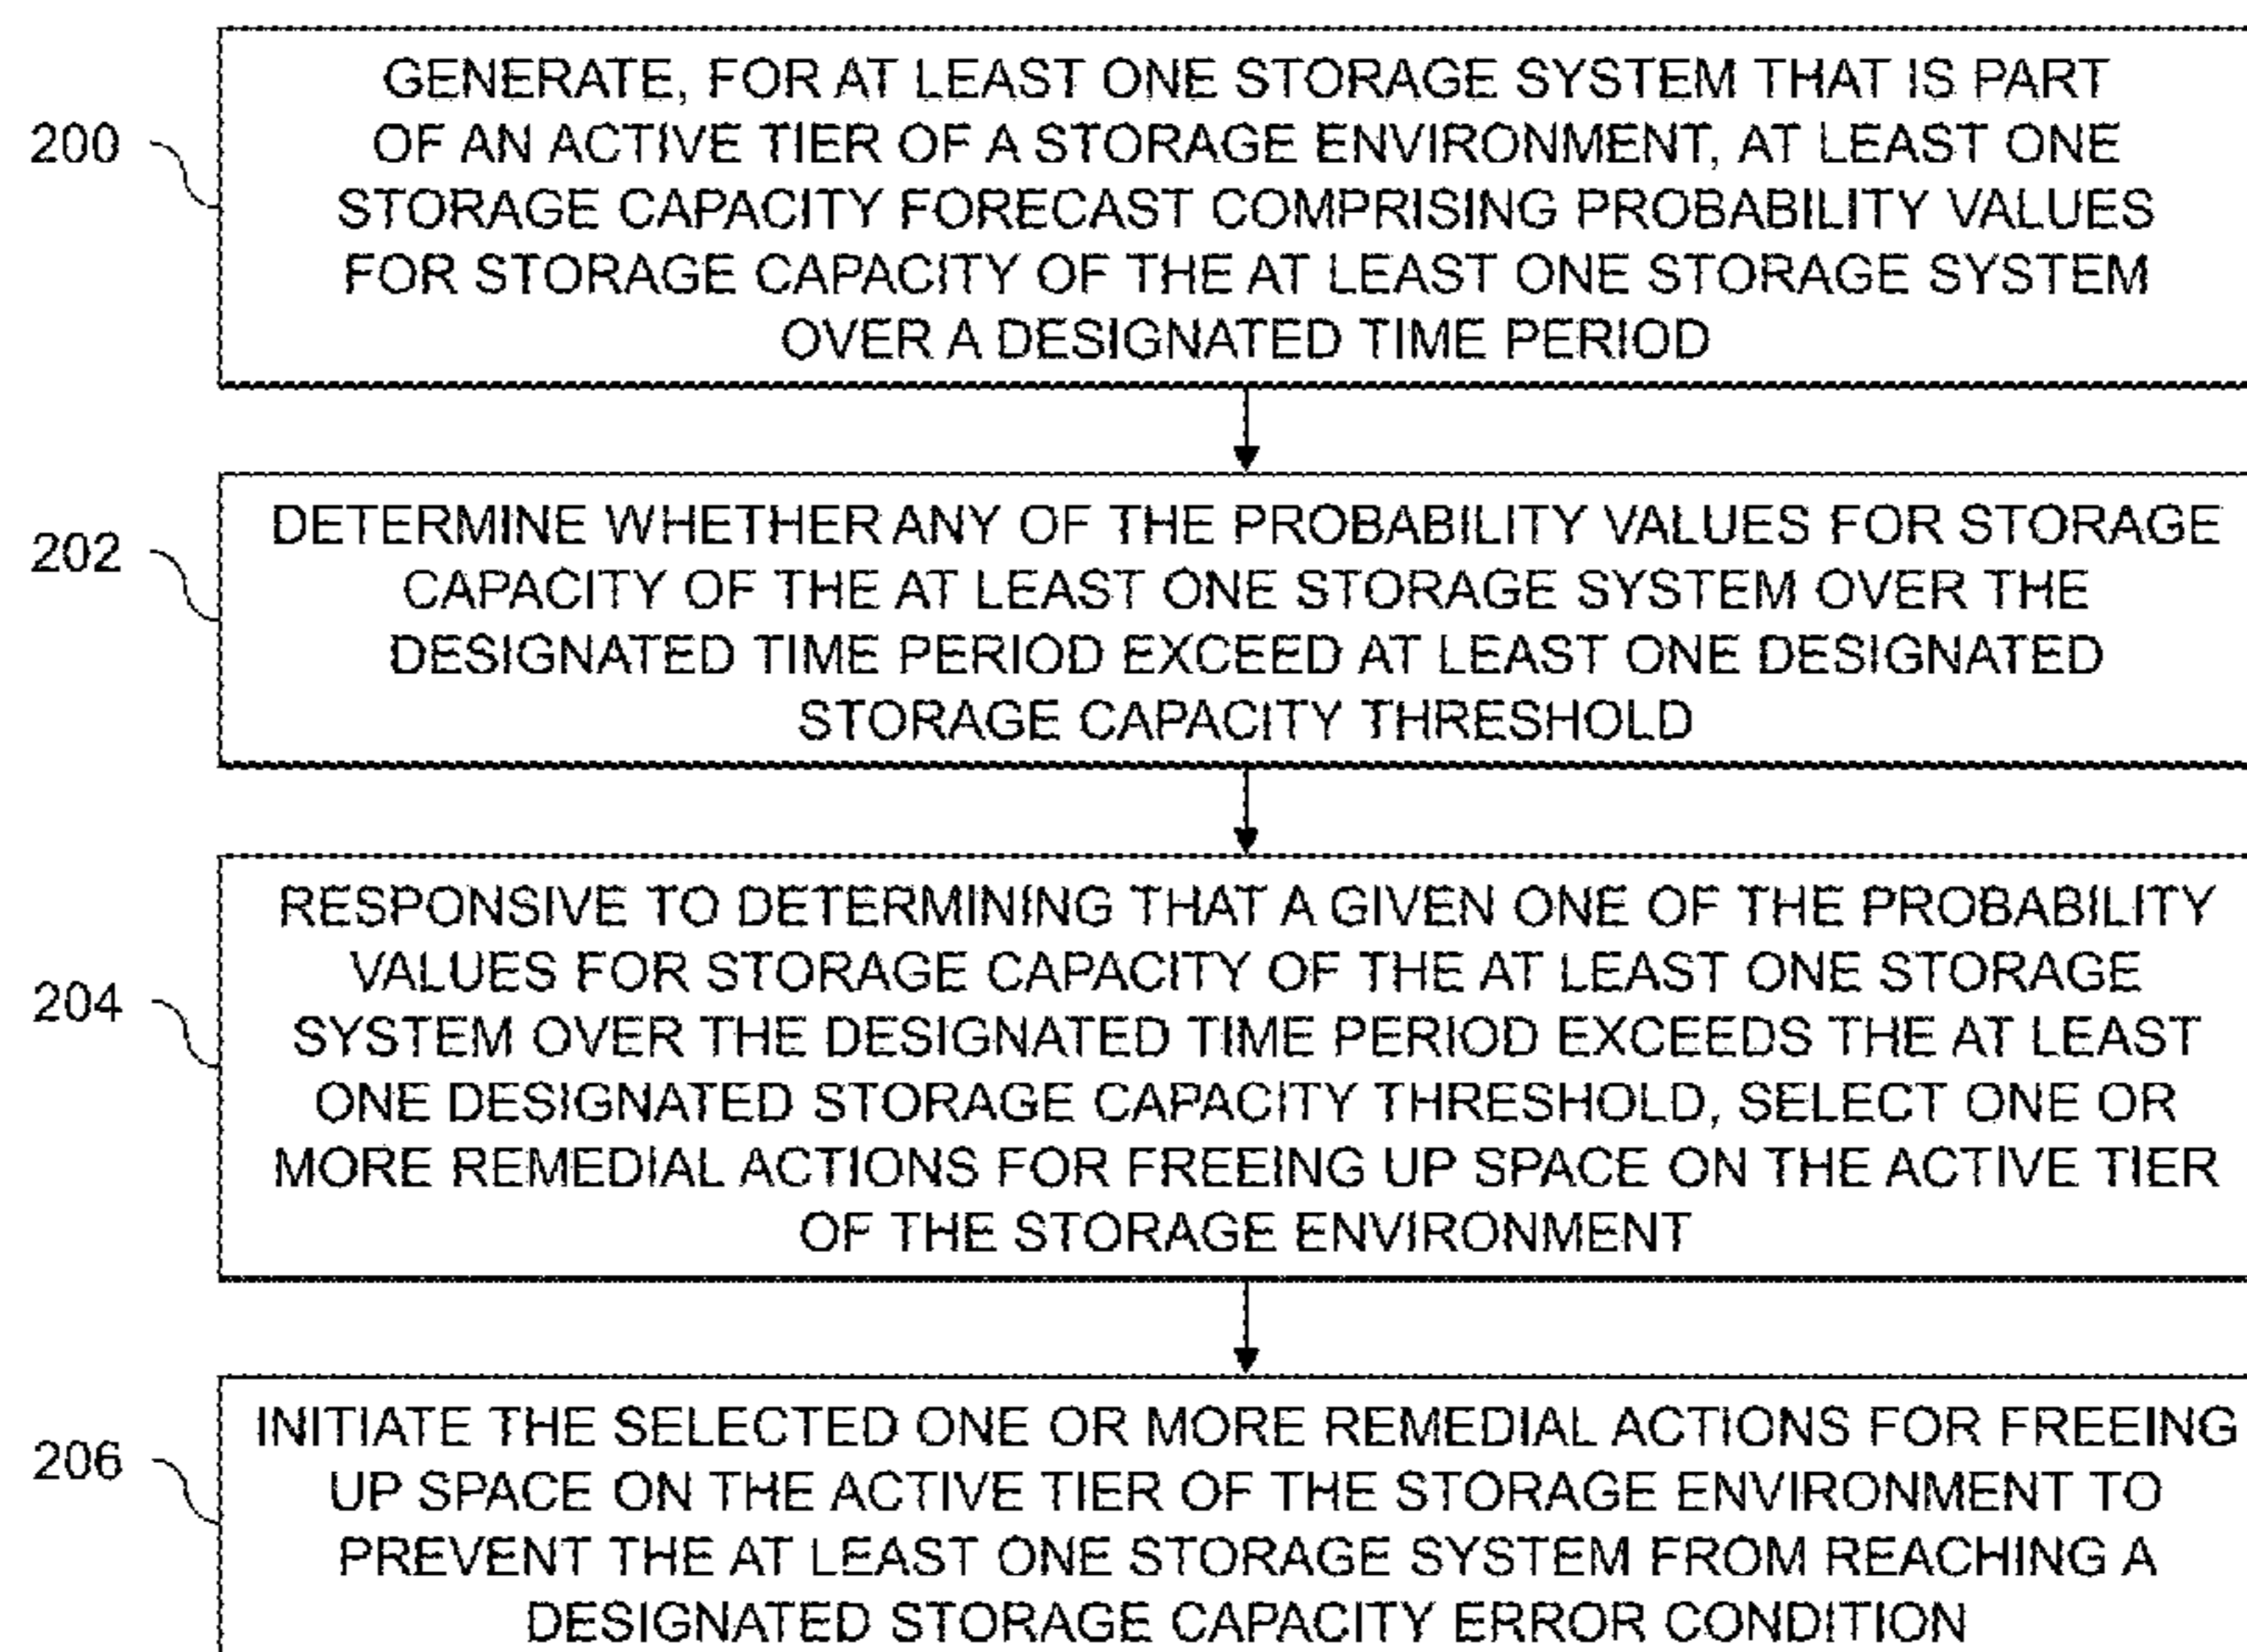 GENERATE, FOR AT LEAST ONE STORAGE SYSTEM THAT IS PART
200
OF AN ACTIVE TIER OF A STORAGE ENVIRONMENT, AT LEAST ONE
STORAGE CAPACITY FORECAST COMPRISING PROBABILITY VALUES
FOR STORAGE CAPACITY OF THE AT LEAST ONE STORAGE SYSTEM
OVER A DESIGNATED TIME PERIOD
202
DETERMINE WHETHER ANY OF THE PROBABILITY VALUES FOR STORAGE
CAPACITY OF THE AT LEAST ONE STORAGE SYSTEM OVER THE
DESIGNATED TIME PERIOD EXCEED AT LEAST ONE DESIGNATED
STORAGE CAPACITY THRESHOLD
204
RESPONSIVE TO DETERMINING THAT A GIVEN ONE OF THE PROBABILITY
VALUES FOR STORAGE CAPACITY OF THE AT LEAST ONE STORAGE
SYSTEM OVER THE DESIGNATED TIME PERIOD EXCEEDS THE AT LEAST
ONE DESIGNATED STORAGE CAPACITY THRESHOLD, SELECT ONE OR
MORE REMEDIAL ACTIONS FOR FREEING UP SPACE ON THE ACTIVE TIER
OF THE STORAGE ENVIRONMENT
206
INITIATE THE SELECTED ONE OR MORE REMEDIAL ACTIONS FOR FREEING
UP SPACE ON THE ACTIVE TIER OF THE STORAGE ENVIRONMENT TO
PREVENT THE AT LEAST ONE STORAGE SYSTEM FROM REACHING A
DESIGNATED STORAGE CAPACITY ERROR CONDITION